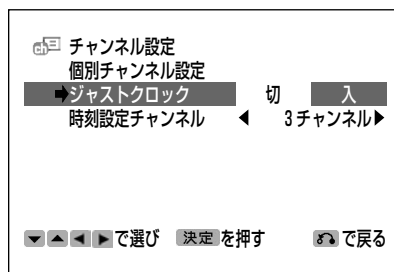 ch チャンネル設定
個別チャンネル設定
➡ジャストクロック 切 入
時刻設定チャンネル ◀ 3チャンネル▶
▼▲◀▶で選び 決定を押す で戻る